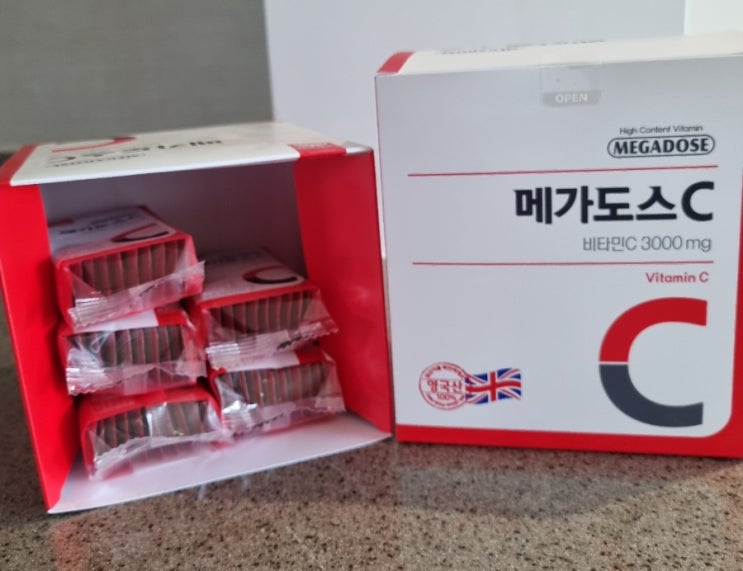 OPEN
High Content Vitamin
MEGADOSE
메가도스C
비타민C 3000mg
Vitamin C
C
영국산
100%